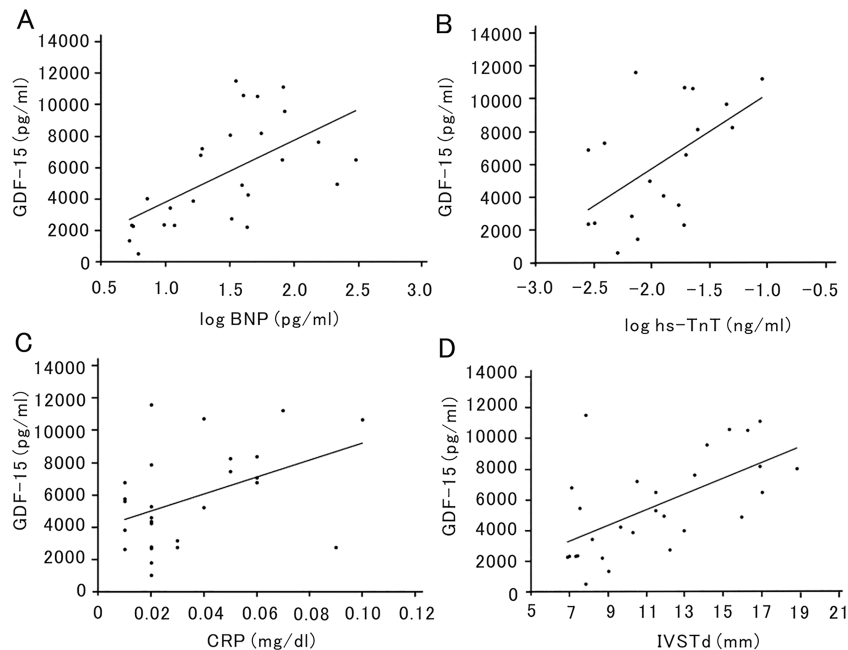 A
14000
12000
10000
8000
6000
4000
2000
0
GDF-15 (pg/ml)
0.5 1.0 1.5 2.0 2.5 3.0
log BNP (pg/ml)
B
14000
12000
10000
8000
6000
4000
2000
0
GDF-15 (pg/ml)
-3.0 -2.5 -2.0 -1.5 -1.0 -0.5
log hs-TnT (ng/ml)
C
14000
12000
10000
8000
6000
4000
2000
0
GDF-15 (pg/ml)
0 0.02 0.04 0.06 0.08 0.10 0.12
CRP (mg/dl)
D
14000
12000
10000
8000
6000
4000
2000
0
GDF-15 (pg/ml)
5 7 9 11 13 15 17 19 21
IVSTd (mm)